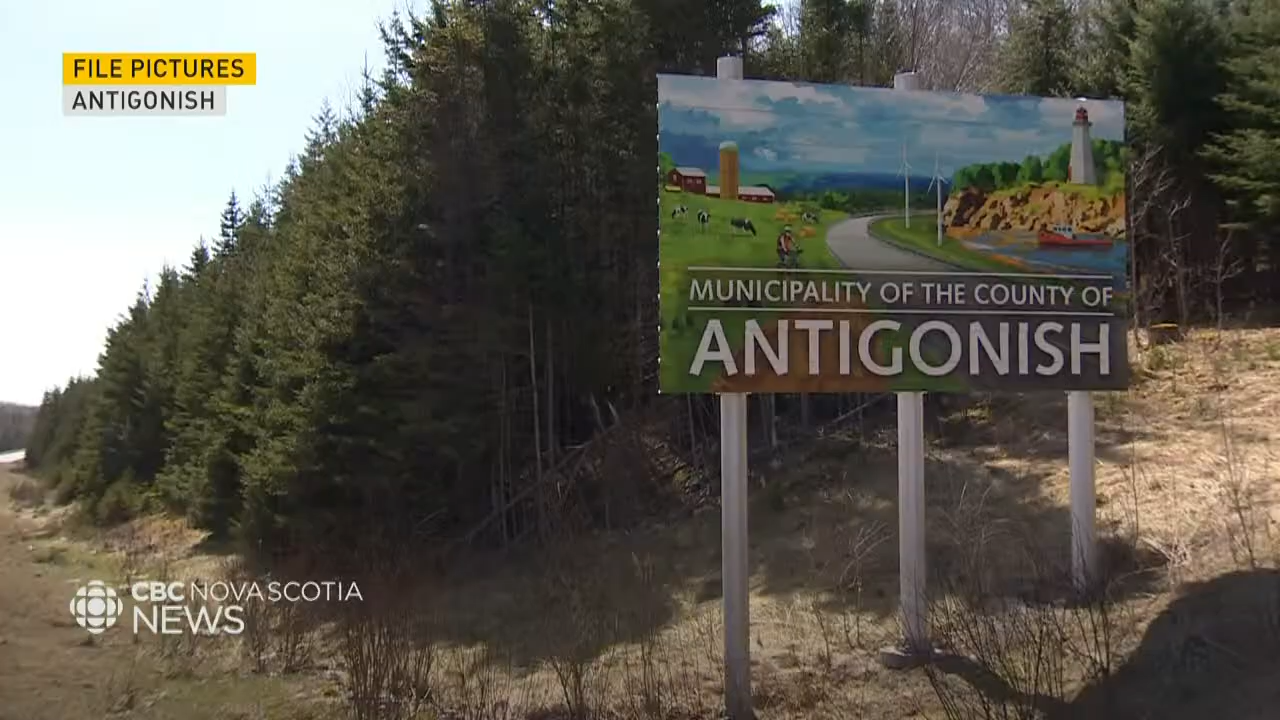 FILE PICTURES
ANTIGONISH
MUNICIPALITY OF THE COUNTY OF
ANTIGONISH
CBC NOVA SCOTIA
NEWS